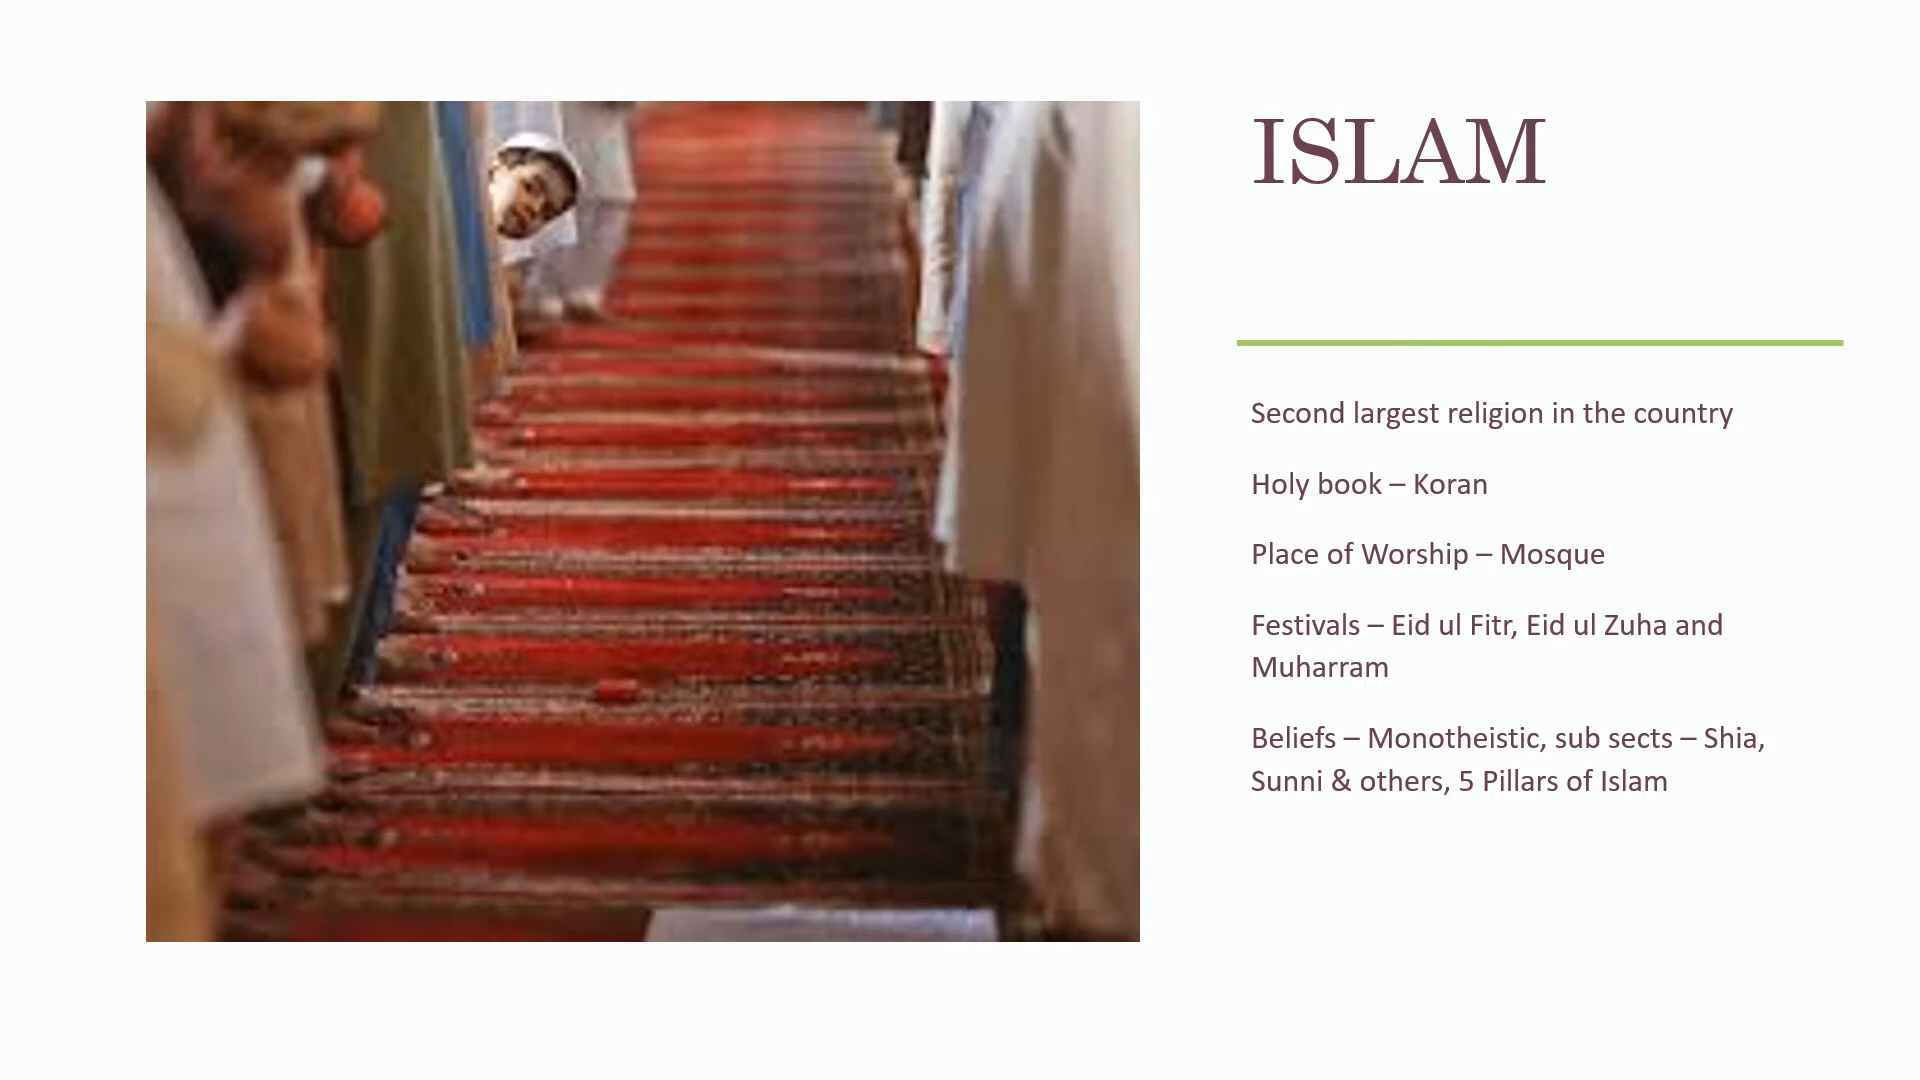 ISLAM
Second largest religion in the country
Holy book – Koran
Place of Worship – Mosque
Festivals – Eid ul Fitr, Eid ul Zuha and
Muharram
Beliefs – Monotheistic, sub sects – Shia,
Sunni & others, 5 Pillars of Islam